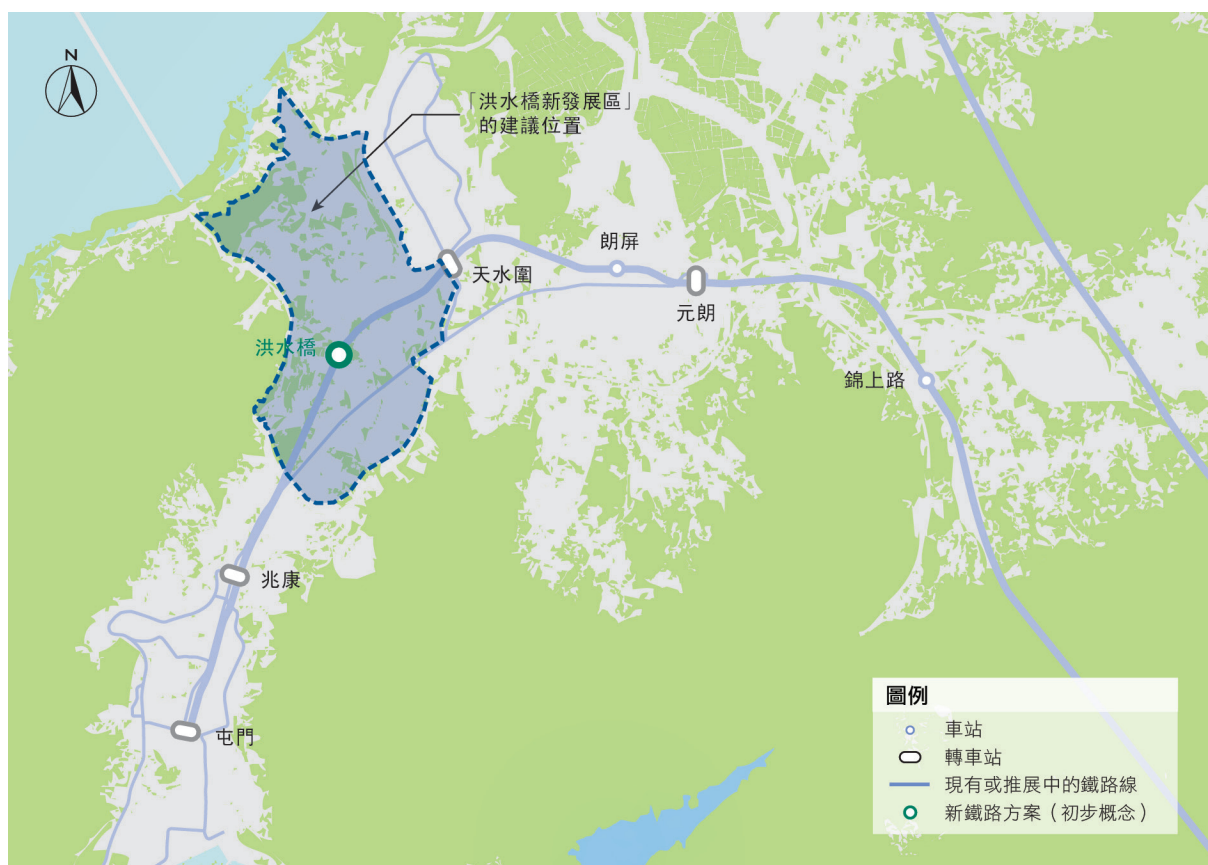 N
「洪水橋新發展區」
的建議位置
朗屏
天水圍
元朗
洪水橋
錦上路
兆康
屯門
圖例
車站
轉車站
現有或推展中的鐵路線
新鐵路方案（初步概念）